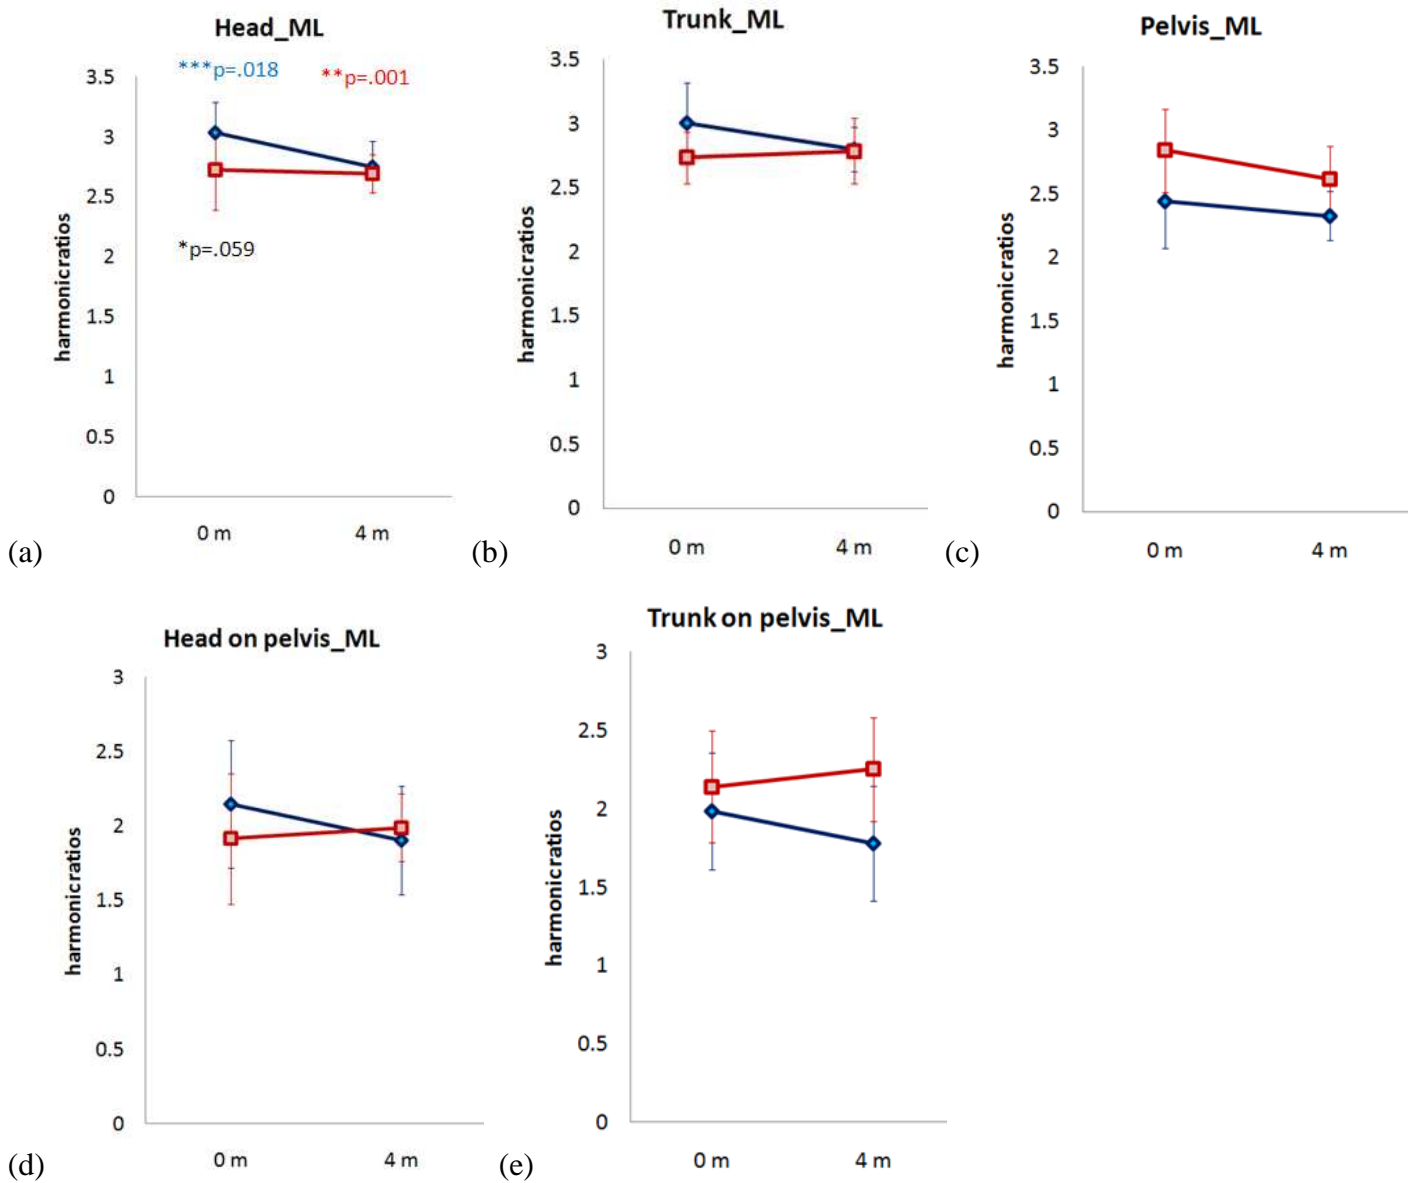 Head_ML
***p=.018
**p=.001
3.5
3
2.5
2
1.5
1
0.5
0
*p=.059
harmonicratios
0 m
4 m
(a)
Trunk_ML
3.5
3
2.5
2
1.5
1
0.5
0
harmonicratios
0 m
4 m
(b)
Pelvis_ML
3.5
3
2.5
2
1.5
1
0.5
0
harmonicratios
0 m
4 m
(c)
Head on pelvis_ML
3
2.5
2
1.5
1
0.5
0
harmonicratios
0 m
4 m
(d)
Trunk on pelvis_ML
3
2.5
2
1.5
1
0.5
0
harmonicratios
0 m
4 m
(e)